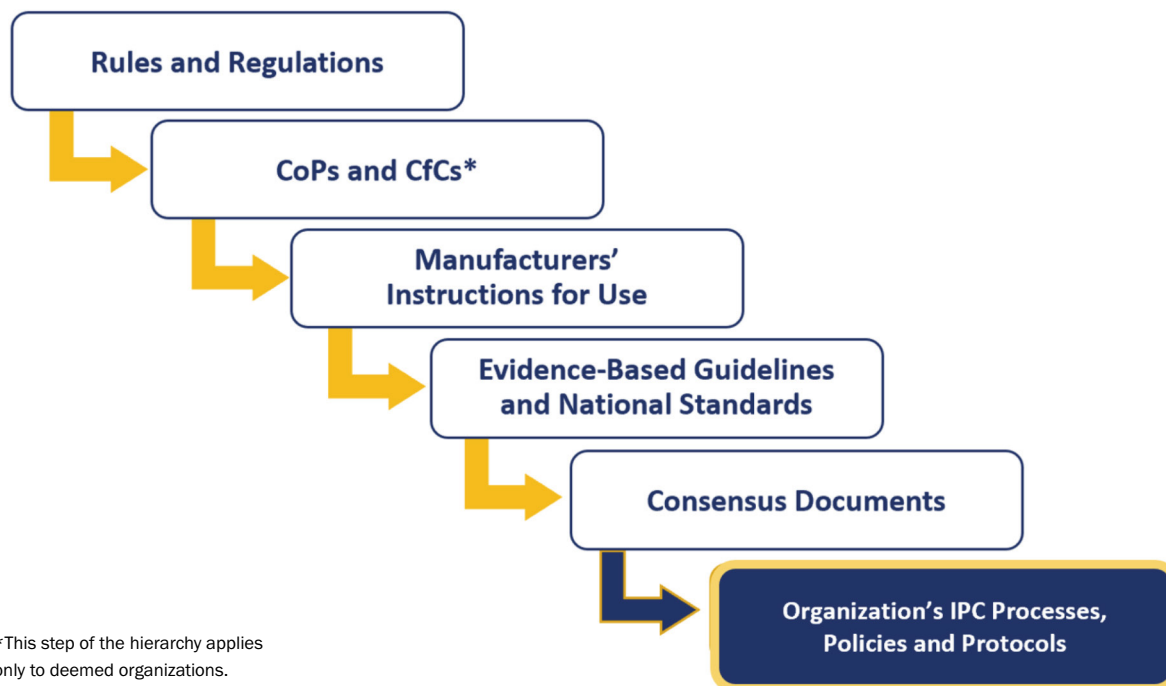 Rules and Regulations
CoPs and CfCs*
Manufacturers’
Instructions for Use
Evidence-Based Guidelines
and National Standards
Consensus Documents
Organization’s IPC Processes,
Policies and Protocols
*This step of the hierarchy applies
only to deemed organizations.